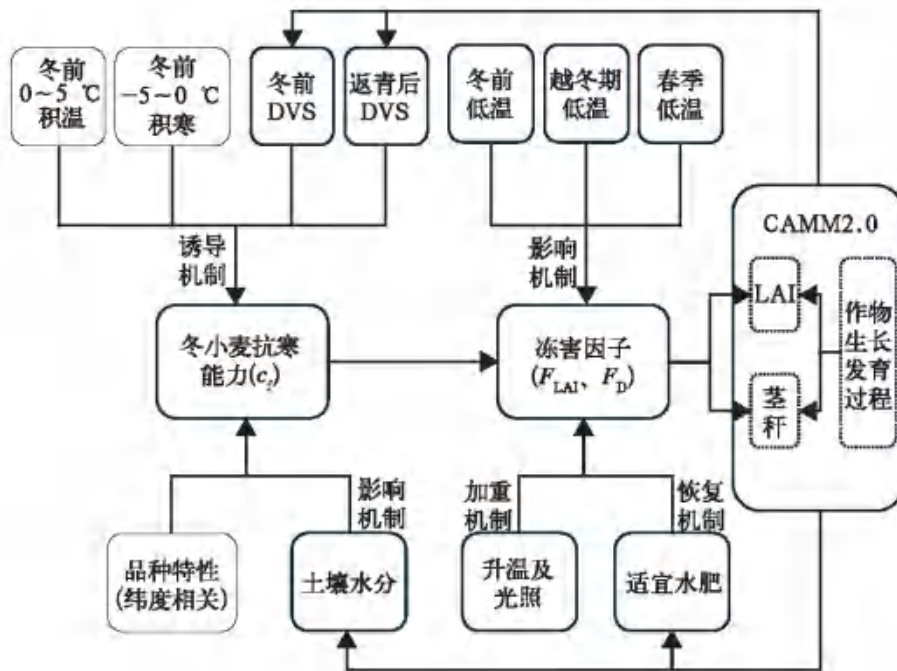 冬前
0~5 ℃
积温
冬前
-5~0 ℃
积寒
冬前
DVS
返青后
DVS
冬前
低温
越冬期
低温
春季
低温
CAMM2.0
LAI
茎
秆
作物
生长
发育
过程
诱导
机制
影响
机制
冬小麦抗寒
能力(c_f)
冻害因子
(F_LAI、F_D)
影响
机制
加重
机制
恢复
机制
品种特性
(纬度相关)
土壤水分
升温及
光照
适宜水肥